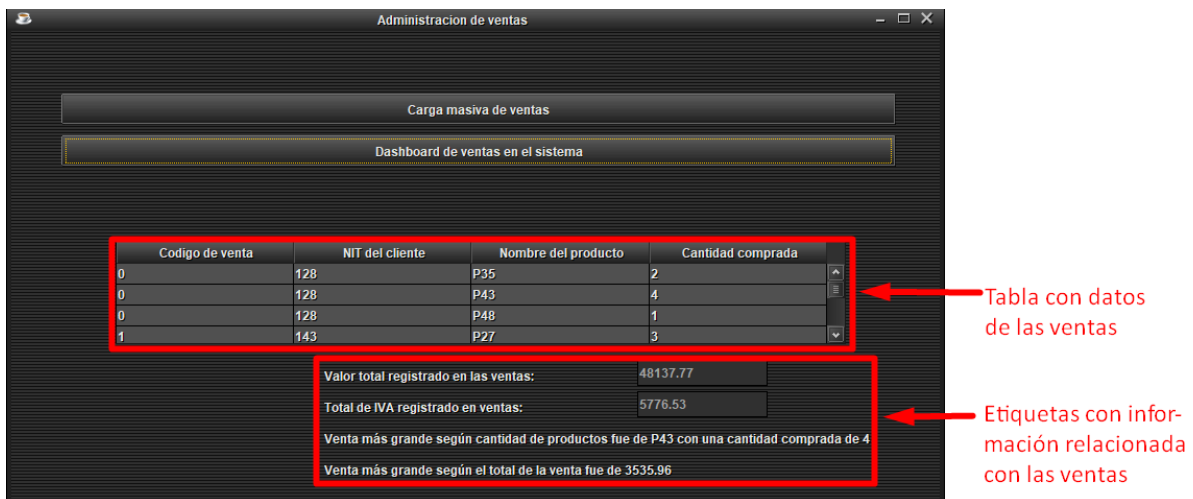 Administracion de ventas
Carga masiva de ventas
Dashboard de ventas en el sistema
Codigo de venta NIT del cliente Nombre del producto Cantidad comprada
0 128 P35 2
0 128 P43 4
0 128 P48 1
1 143 P27 3
Tabla con datos
de las ventas
Valor total registrado en las ventas: 48137.77
Total de IVA registrado en ventas: 5776.53
Venta más grande según cantidad de productos fue de P43 con una cantidad comprada de 4
Venta más grande según el total de la venta fue de 3535.96
Etiquetas con infor-
mación relacionada
con las ventas